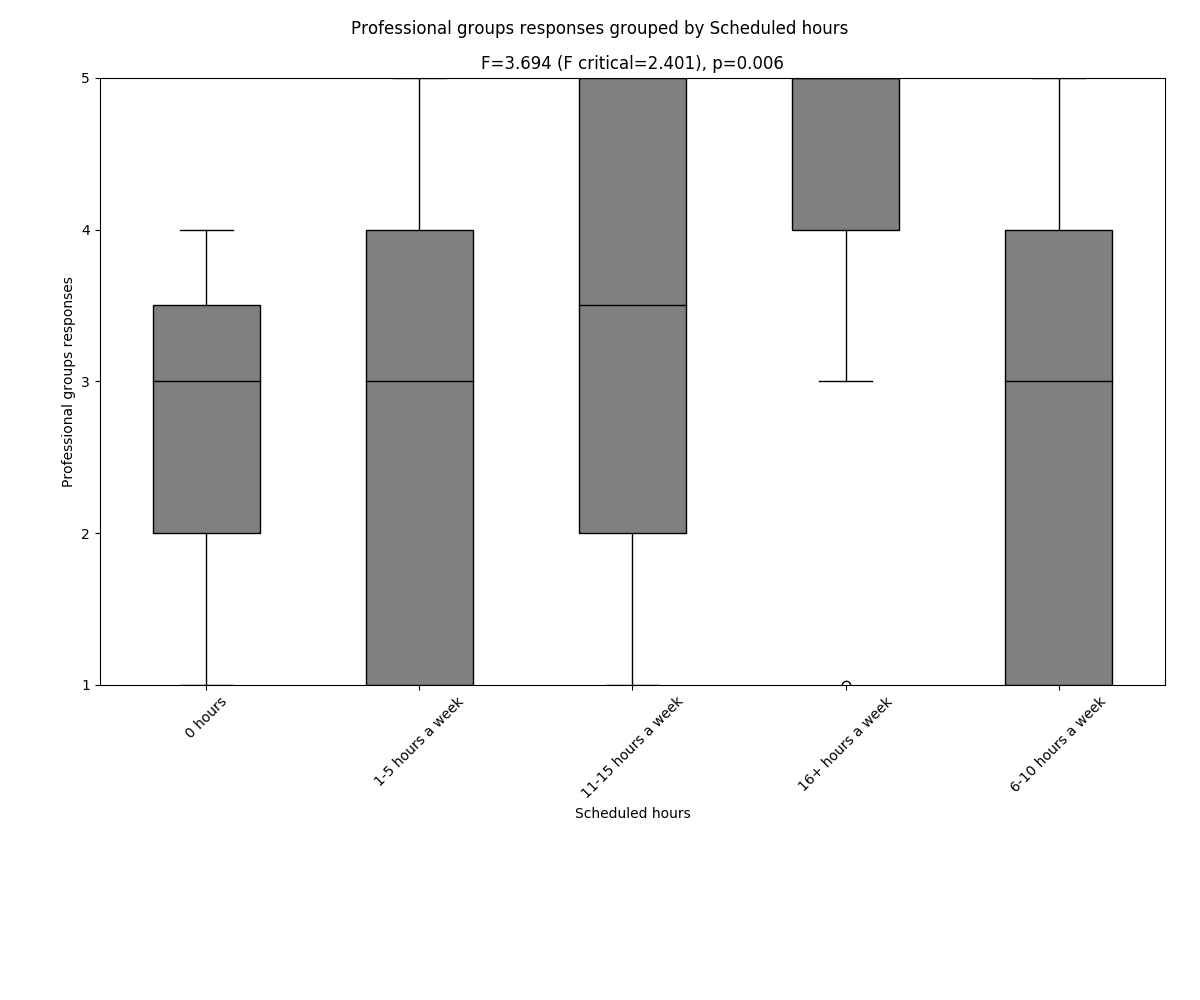 Professional groups responses grouped by Scheduled hours
F=3.694 (F critical=2.401), p=0.006
5
4
3
2
1
Professional groups responses
0 hours
1-5 hours a week
11-15 hours a week
16+ hours a week
6-10 hours a week
Scheduled hours